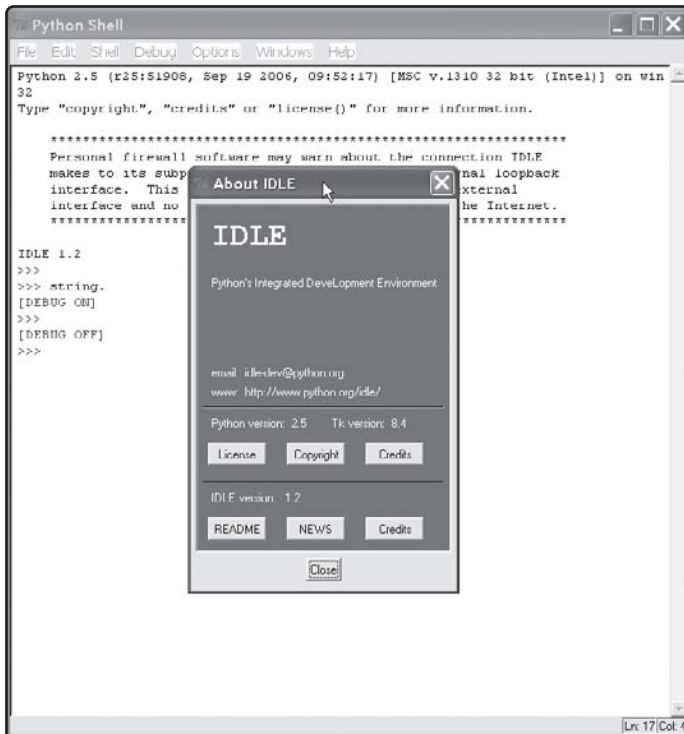 Python Shell
File Edit Shell Debug Options Windows Help
Python 2.5 (r25:51908, Sep 19 2006, 09:52:17) [MSC v.1310 32 bit (Intel)] on win
32
Type "copyright", "credits" or "license()" for more information.
****************************************************************
Personal firewall software may warn about the connection IDLE
makes to its subp nal loopback
interface. This xternal
interface and no he Internet.
****************************************************************
IDLE 1.2
>>>
>>> string.
[DEBUG ON]
>>>
[DEBUG OFF]
>>>
About IDLE
IDLE
Python's Integrated DeveLopment Environment
email: idle-dev@python.org
www: http://www.python.org/idle/
Python version: 2.5 Tk version: 8.4
License Copyright Credits
IDLE version: 1.2
README NEWS Credits
Close
Ln: 17 Col: 4